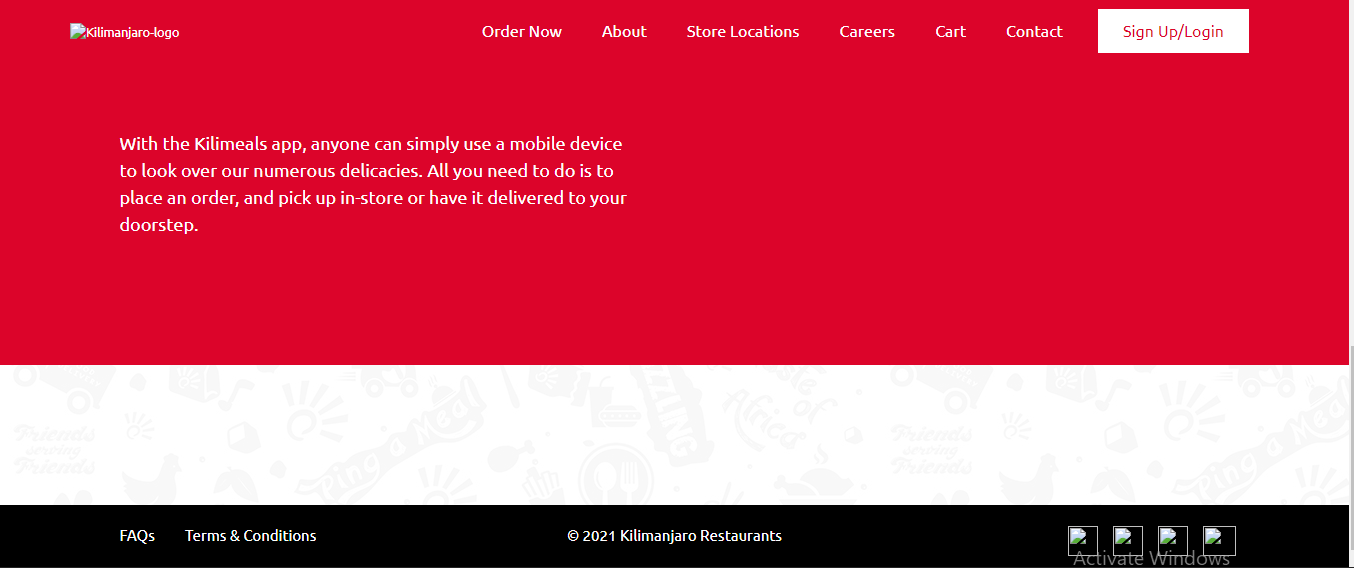 Kilimanjaro-logo
Order Now
About
Store Locations
Careers
Cart
Contact
Sign Up/Login
With the Kilimeals app, anyone can simply use a mobile device
to look over our numerous delicacies. All you need to do is to
place an order, and pick up in-store or have it delivered to your
doorstep.
ZZLING
aste of
Africa
Friends
serving
Friends
Ping a Meal
Friends
serving
Friends
Ping a Me
FAQs
Terms & Conditions
© 2021 Kilimanjaro Restaurants
Activate Windows